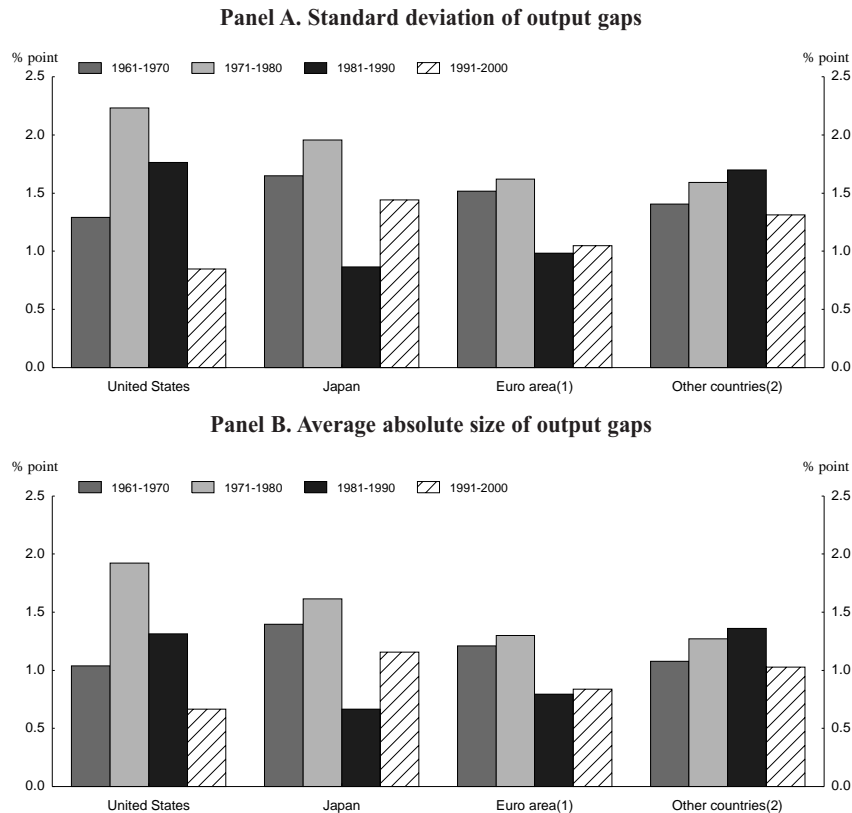 Panel A. Standard deviation of output gaps
% point % point
1961-1970 1971-1980 1981-1990 1991-2000
2.5 2.5
2.0 2.0
1.5 1.5
1.0 1.0
0.5 0.5
0.0 0.0
United States Japan Euro area(1) Other countries(2)
Panel B. Average absolute size of output gaps
% point % point
1961-1970 1971-1980 1981-1990 1991-2000
2.5 2.5
2.0 2.0
1.5 1.5
1.0 1.0
0.5 0.5
0.0 0.0
United States Japan Euro area(1) Other countries(2)